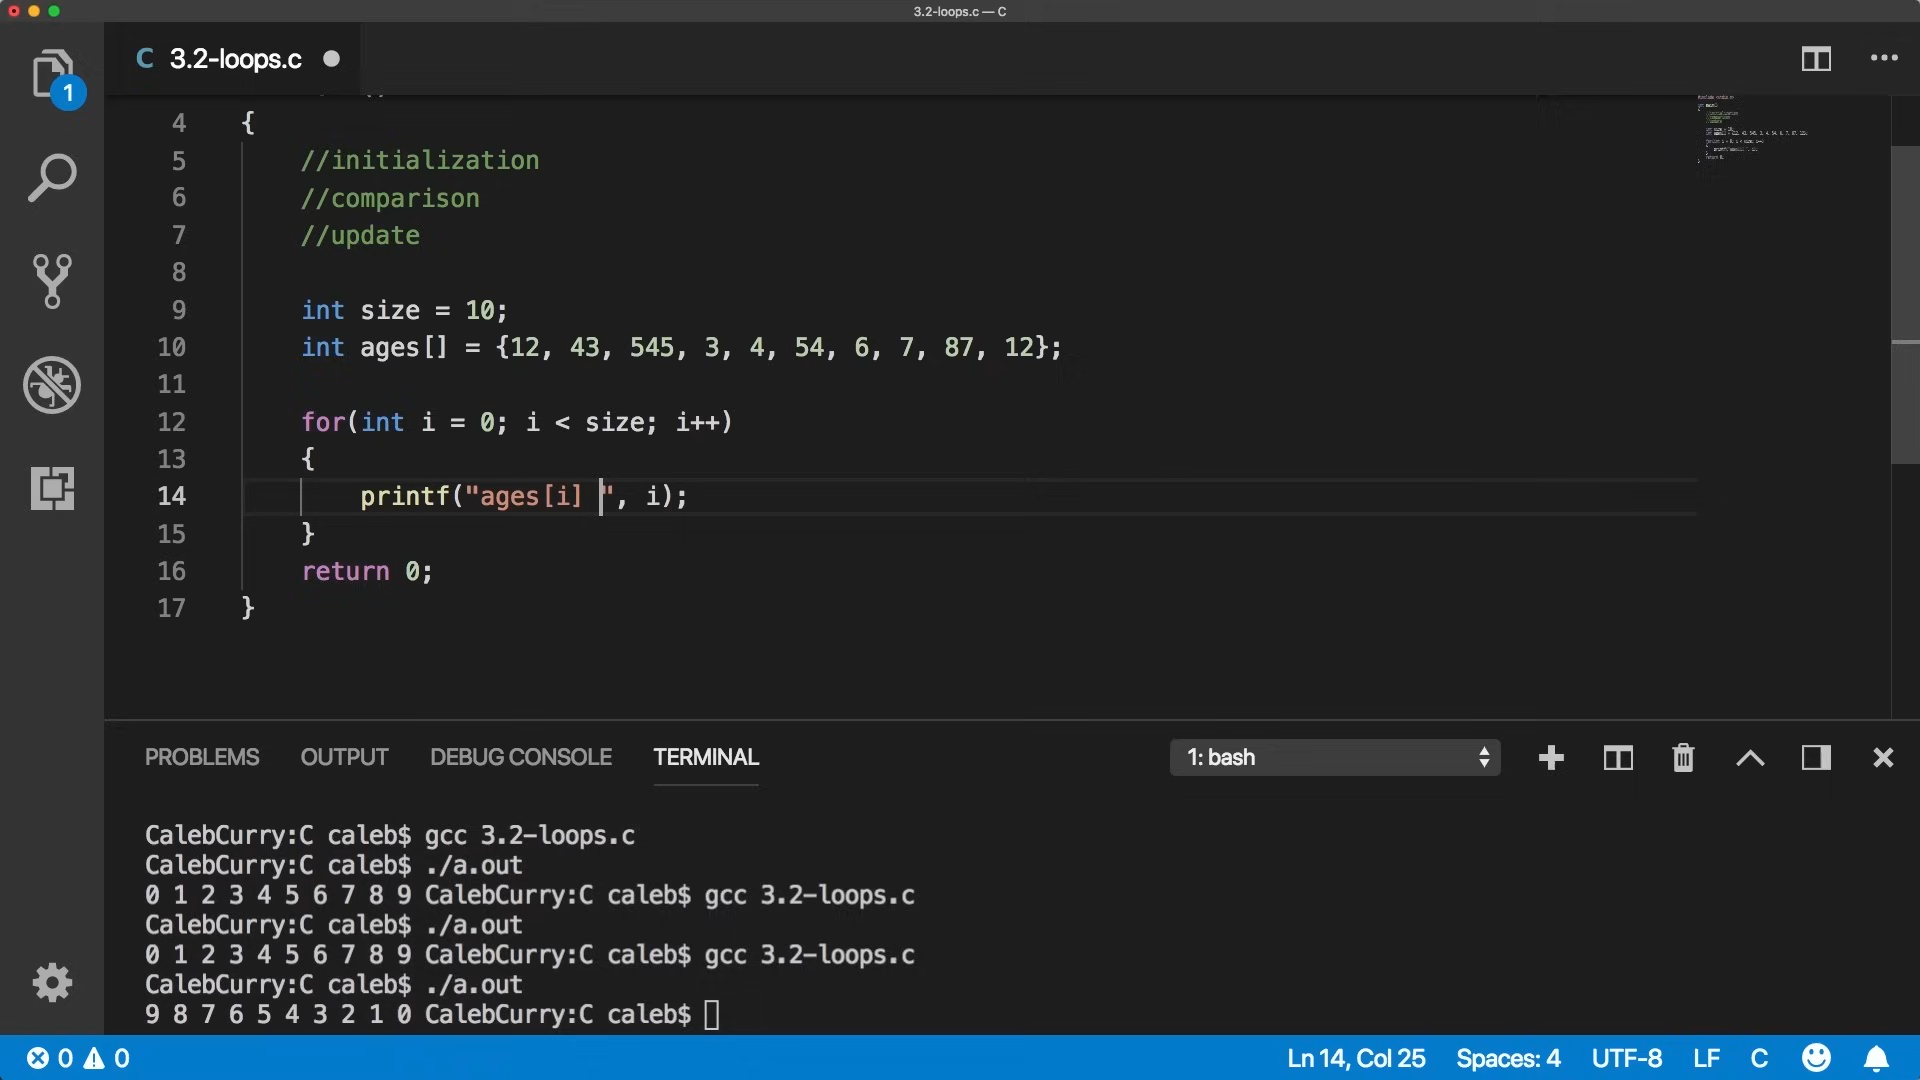 3.2-loops.c — C
1
C 3.2-loops.c
4 {
5 //initialization
6 //comparison
7 //update
8
9 int size = 10;
10 int ages[] = {12, 43, 545, 3, 4, 54, 6, 7, 87, 12};
11
12 for(int i = 0; i < size; i++)
13 {
14 printf("ages[i] ", i);
15 }
16 return 0;
17 }
PROBLEMS OUTPUT DEBUG CONSOLE TERMINAL 1: bash
CalebCurry:C caleb$ gcc 3.2-loops.c
CalebCurry:C caleb$ ./a.out
0 1 2 3 4 5 6 7 8 9 CalebCurry:C caleb$ gcc 3.2-loops.c
CalebCurry:C caleb$ ./a.out
0 1 2 3 4 5 6 7 8 9 CalebCurry:C caleb$ gcc 3.2-loops.c
CalebCurry:C caleb$ ./a.out
9 8 7 6 5 4 3 2 1 0 CalebCurry:C caleb$
0 0 Ln 14, Col 25 Spaces: 4 UTF-8 LF C